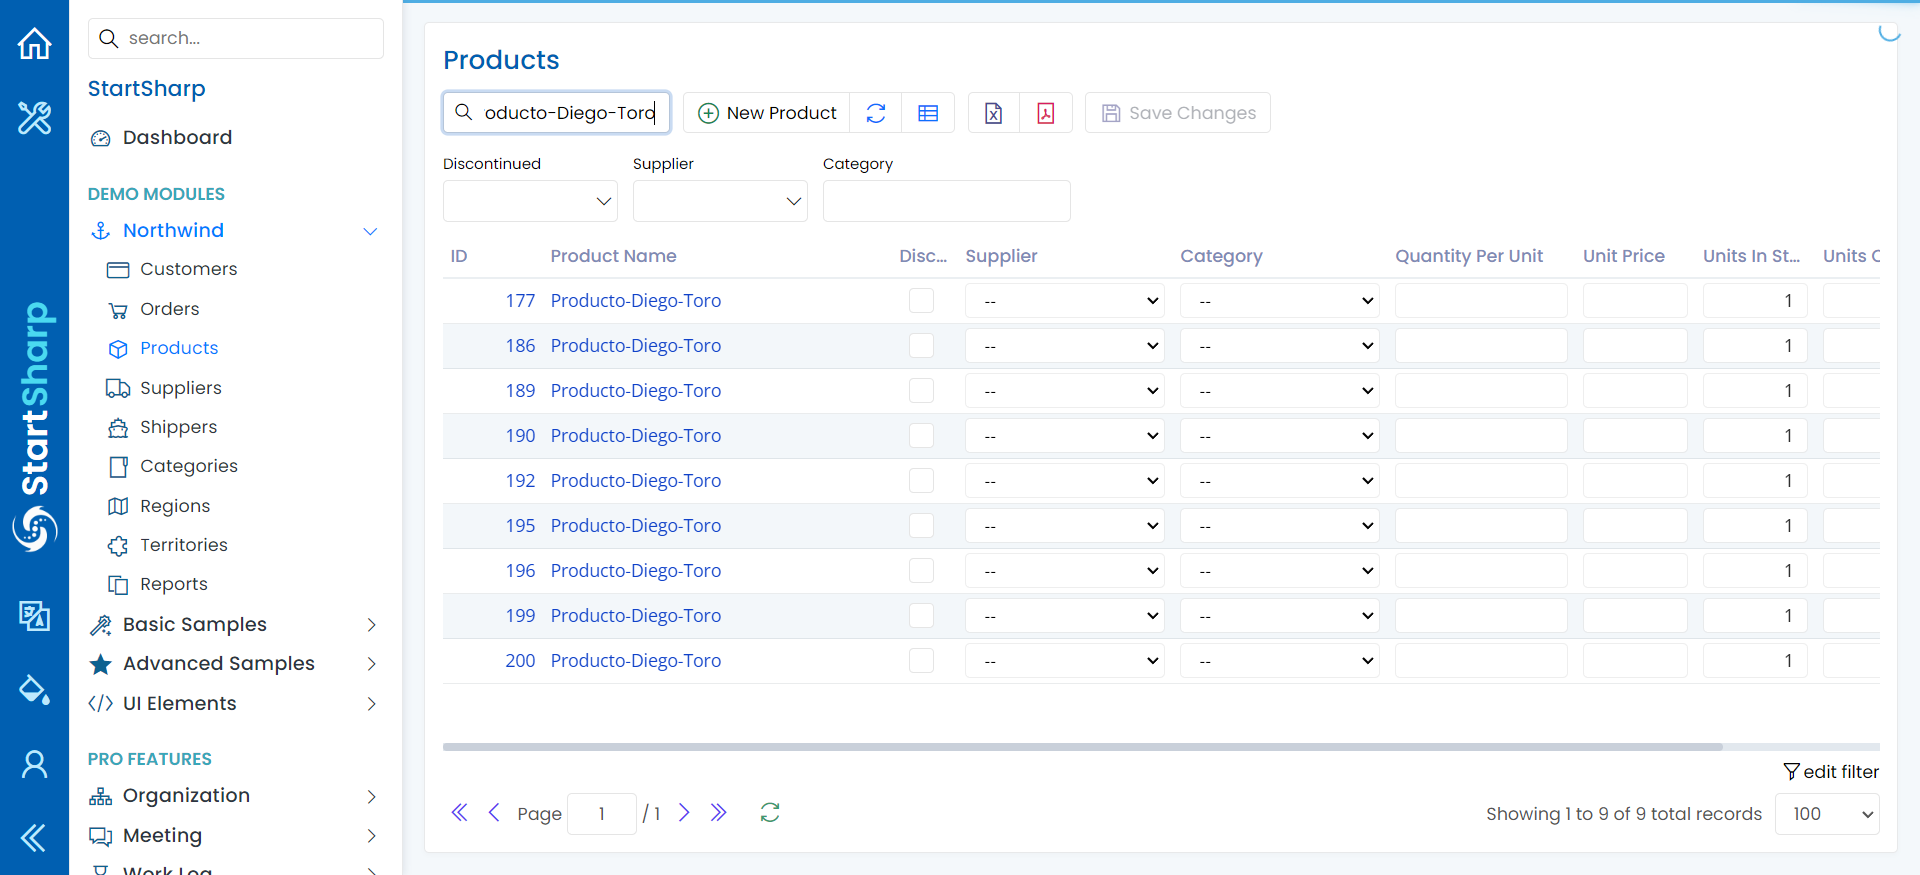 search...
StartSharp
Dashboard
DEMO MODULES
Northwind
Customers
Orders
Products
Suppliers
Shippers
Categories
Regions
Territories
Reports
Basic Samples
Advanced Samples
UI Elements
PRO FEATURES
Organization
Meeting
Work Log
StartSharp
Products
oducto-Diego-Toro
New Product
Save Changes
Discontinued Supplier Category
ID Product Name Disc... Supplier Category Quantity Per Unit Unit Price Units In St... Units
177 Producto-Diego-Toro -- -- 1
186 Producto-Diego-Toro -- -- 1
189 Producto-Diego-Toro -- -- 1
190 Producto-Diego-Toro -- -- 1
192 Producto-Diego-Toro -- -- 1
195 Producto-Diego-Toro -- -- 1
196 Producto-Diego-Toro -- -- 1
199 Producto-Diego-Toro -- -- 1
200 Producto-Diego-Toro -- -- 1
edit filter
Page 1 / 1
Showing 1 to 9 of 9 total records 100